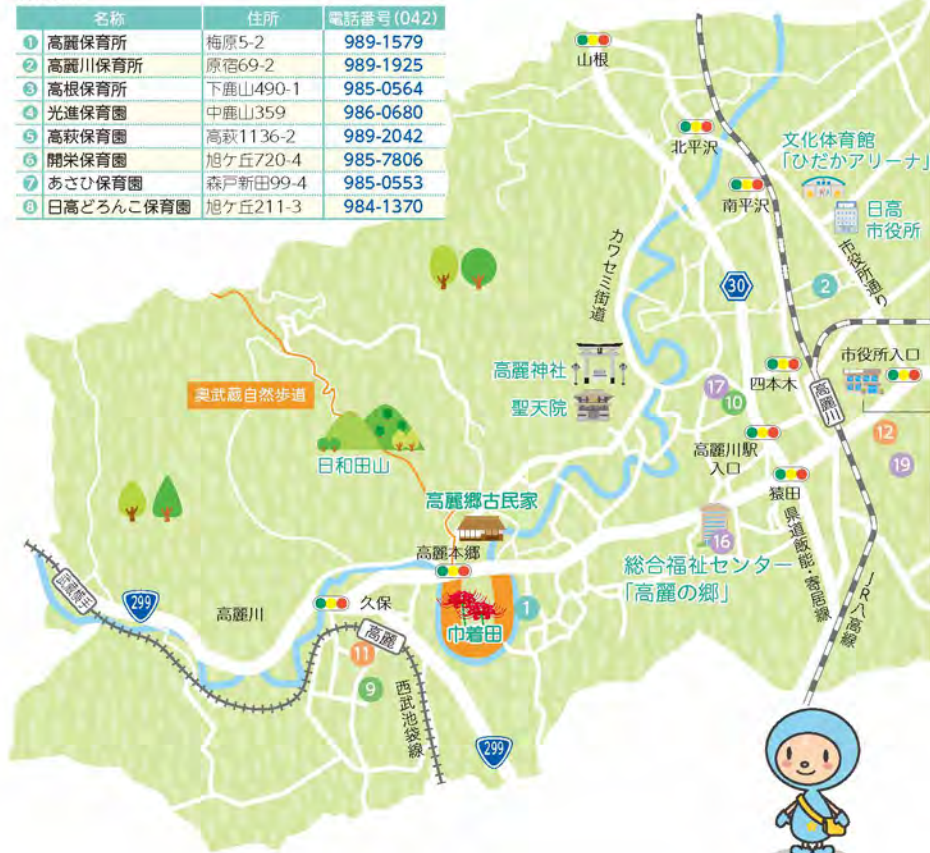 名称 住所 電話番号(042)
1 高麗保育所 梅原5-2 989-1579
2 高麗川保育所 原宿69-2 989-1925
3 高根保育所 下鹿山490-1 985-0564
4 光進保育園 中鹿山359 986-0680
5 高萩保育園 高萩1136-2 989-2042
6 開栄保育園 旭ケ丘720-4 985-7806
7 あさひ保育園 森戸新田99-4 985-0553
8 日高どろんこ保育園 旭ケ丘211-3 984-1370
山根
北平沢
文化体育館
「ひだかアリーナ」
南平沢
日高
市役所
市役所通り
カワセミ街道
30
2
高麗神社
聖天院
17
10
四本木
高麗川
市役所入口
12
19
高麗川駅
入口
猿田
奥武蔵自然歩道
日和田山
高麗郷古民家
高麗本郷
16
総合福祉センター
「高麗の郷」
県道飯能・寄居線
JR八高線
武蔵横手
299
高麗川
久保
高麗
巾着田
1
11
9
西武池袋線
299